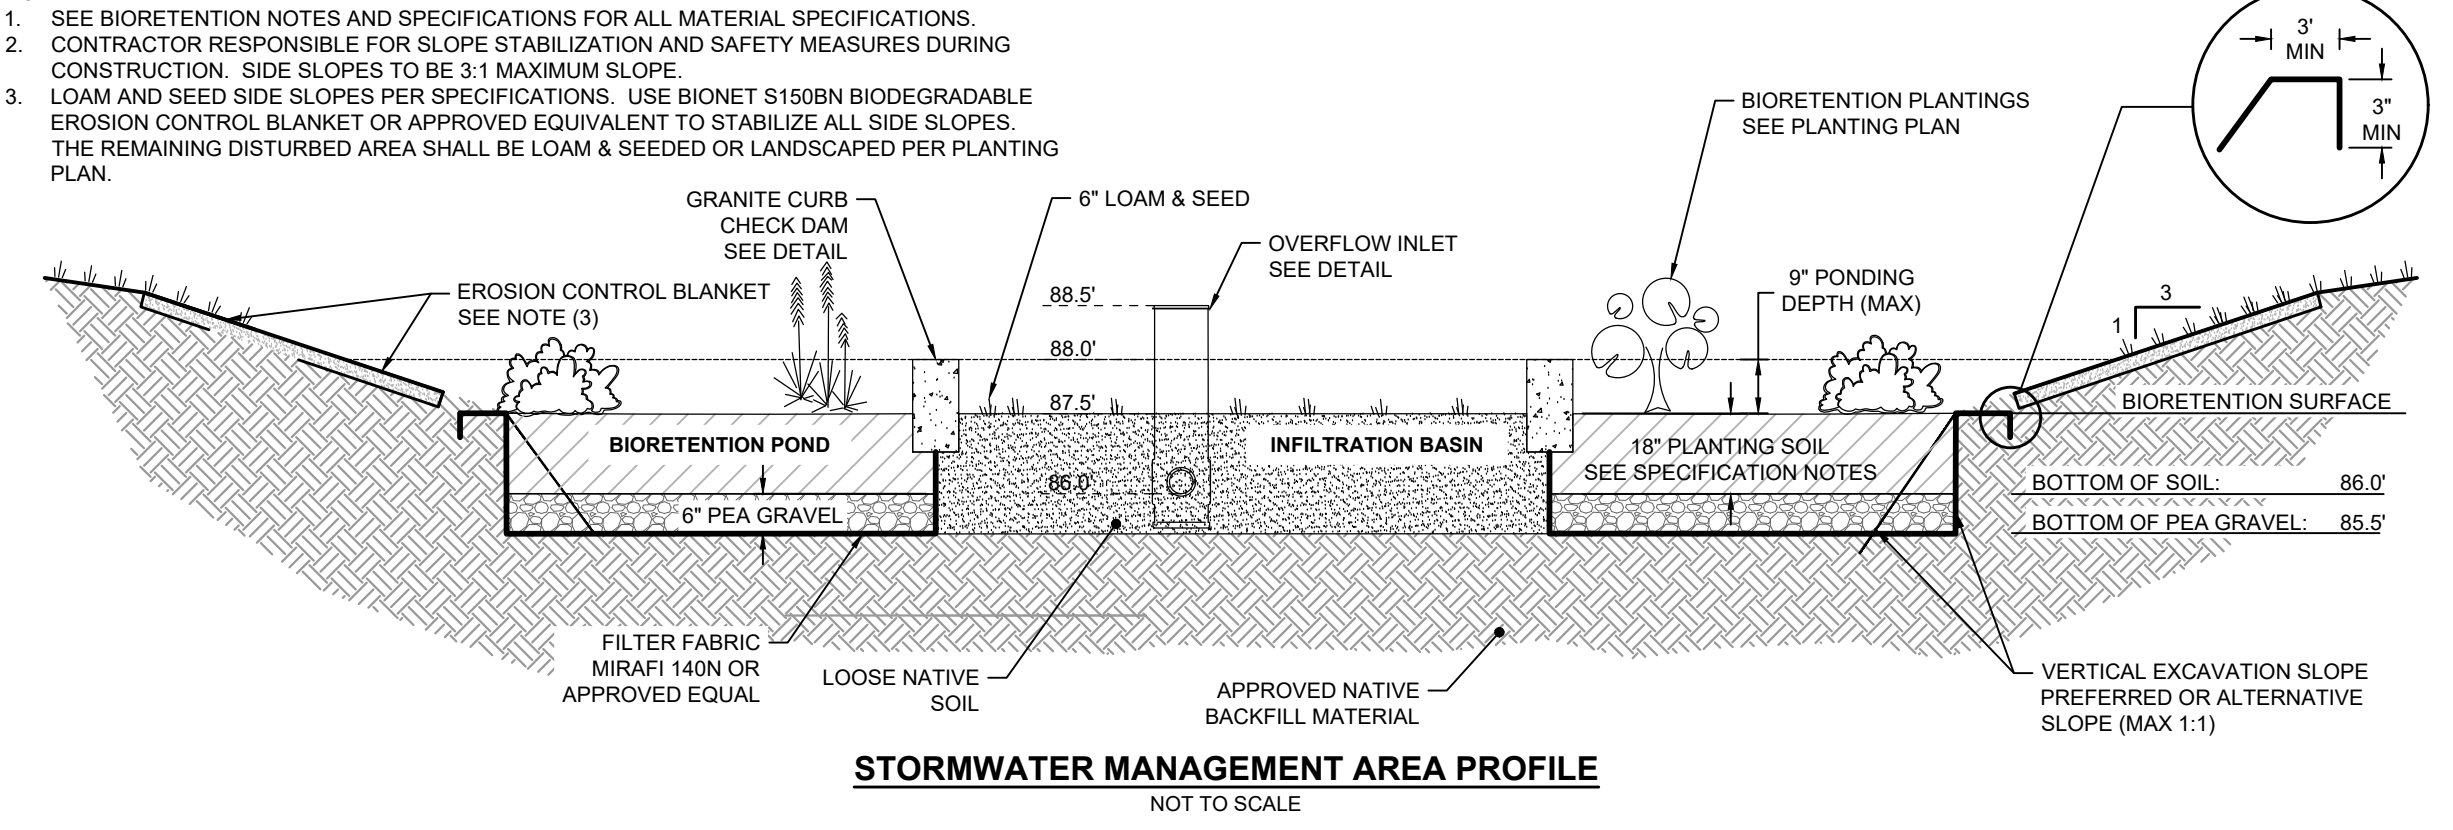 1. SEE BIORETENTION NOTES AND SPECIFICATIONS FOR ALL MATERIAL SPECIFICATIONS.
2. CONTRACTOR RESPONSIBLE FOR SLOPE STABILIZATION AND SAFETY MEASURES DURING
CONSTRUCTION. SIDE SLOPES TO BE 3:1 MAXIMUM SLOPE.
3. LOAM AND SEED SIDE SLOPES PER SPECIFICATIONS. USE BIONET S150BN BIODEGRADABLE
EROSION CONTROL BLANKET OR APPROVED EQUIVALENT TO STABILIZE ALL SIDE SLOPES.
THE REMAINING DISTURBED AREA SHALL BE LOAM & SEEDED OR LANDSCAPED PER PLANTING
PLAN.
3'
MIN
3"
MIN
BIORETENTION PLANTINGS
SEE PLANTING PLAN
GRANITE CURB
CHECK DAM
SEE DETAIL
6" LOAM & SEED
OVERFLOW INLET
SEE DETAIL
9" PONDING
DEPTH (MAX)
EROSION CONTROL BLANKET
SEE NOTE (3)
88.5'
88.0'
87.5'
86.0'
3
1
BIORETENTION SURFACE
BIORETENTION POND
INFILTRATION BASIN
18" PLANTING SOIL
SEE SPECIFICATION NOTES
BOTTOM OF SOIL: 86.0'
6" PEA GRAVEL
BOTTOM OF PEA GRAVEL: 85.5'
FILTER FABRIC
MIRAFI 140N OR
APPROVED EQUAL
LOOSE NATIVE
SOIL
APPROVED NATIVE
BACKFILL MATERIAL
VERTICAL EXCAVATION SLOPE
PREFERRED OR ALTERNATIVE
SLOPE (MAX 1:1)
STORMWATER MANAGEMENT AREA PROFILE
NOT TO SCALE